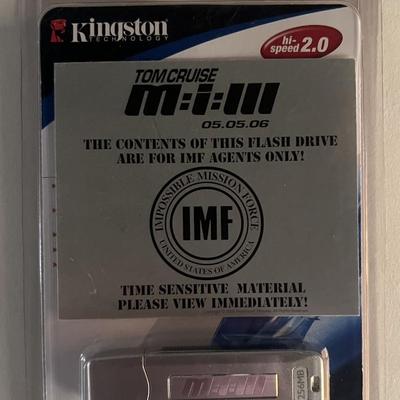 Kingston
TECHNOLOGY
hi-
speed 2.0
TOM CRUISE
m:i:III
05.05.06
THE CONTENTS OF THIS FLASH DRIVE
ARE FOR IMF AGENTS ONLY!
IMPOSSIBLE MISSION FORCE
IMF
UNITED STATES OF AMERICA
TIME SENSITIVE MATERIAL
PLEASE VIEW IMMEDIATELY!
m:i:III
256MB